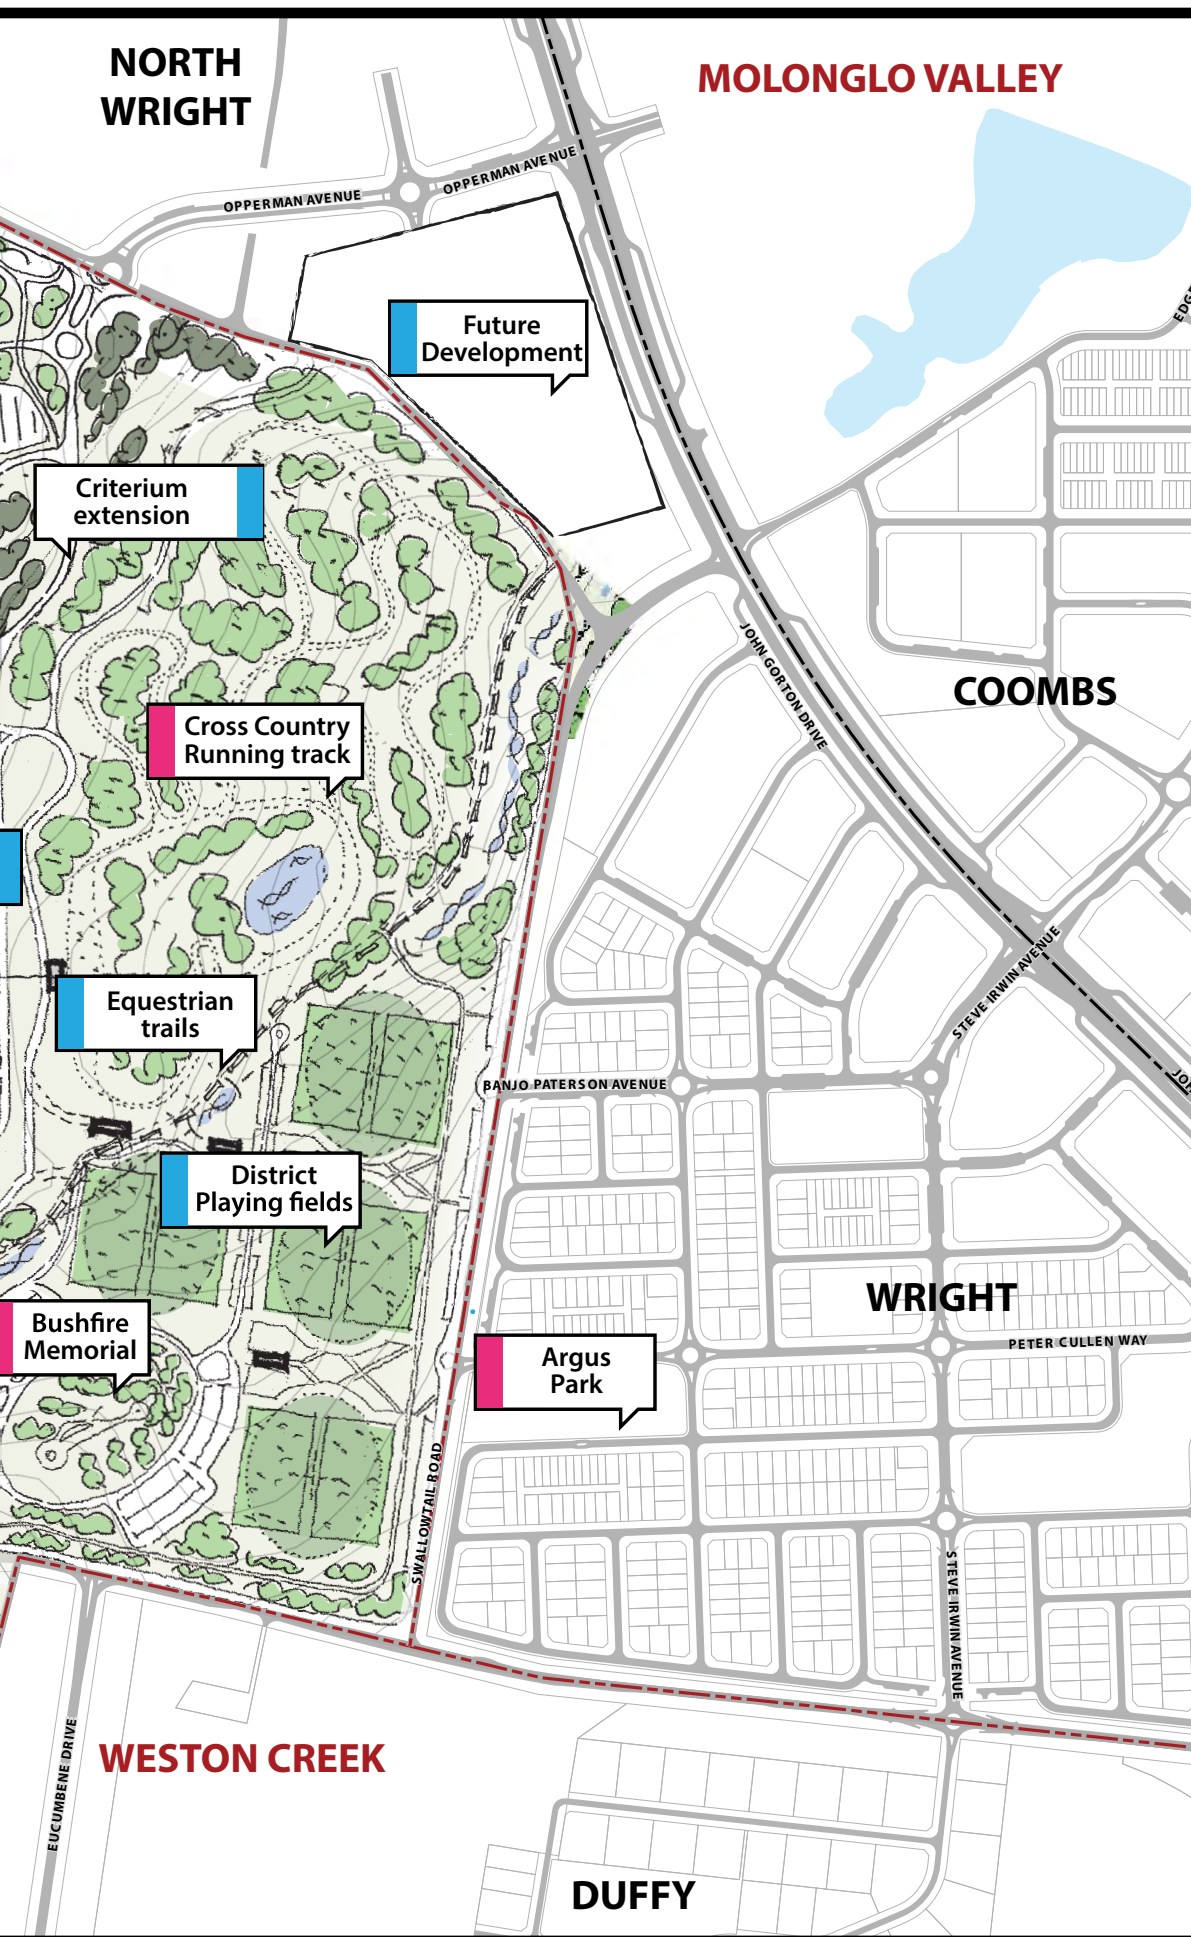 NORTH
WRIGHT
MOLONGLO VALLEY
OPPERMAN AVENUE
OPPERMAN AVENUE
Future
Development
Criterium
extension
JOHN GORTON DRIVE
COOMBS
Cross Country
Running track
STEVE IRWIN AVENUE
Equestrian
trails
BANJO PATERSON AVENUE
District
Playing fields
WRIGHT
PETER CULLEN WAY
Bushfire
Memorial
Argus
Park
SWALLOWTAIL ROAD
STEVE IRWIN AVENUE
EUCUMBENE DRIVE
WESTON CREEK
DUFFY